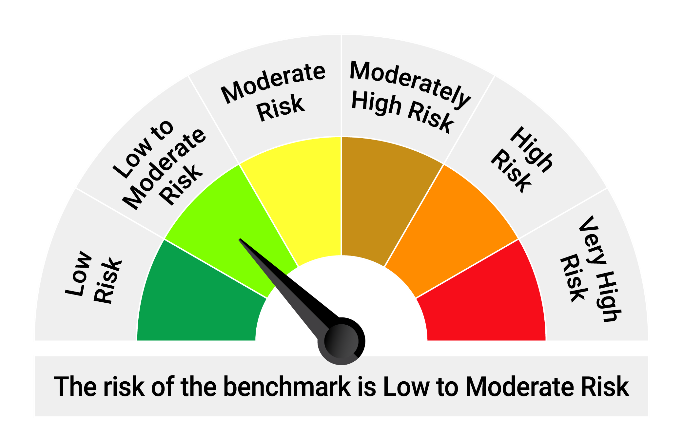 Low
Risk
Low to
Moderate
Risk
Moderate
Risk
Moderately
High Risk
High
Risk
Very High
Risk
The risk of the benchmark is Low to Moderate Risk